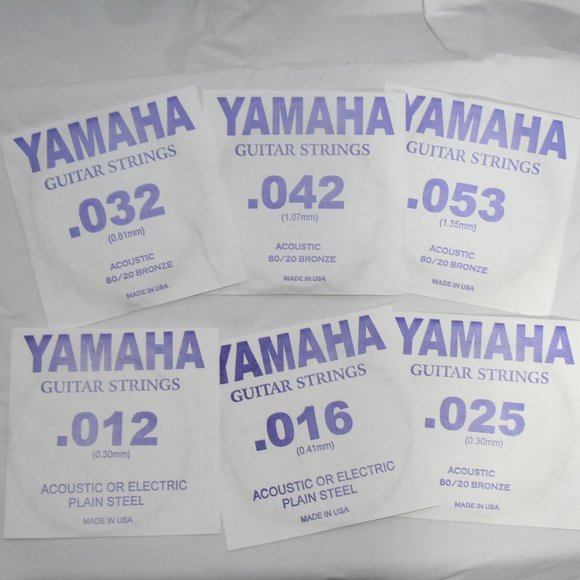 YAMAHA
GUITAR STRINGS
.032
(0.81mm)
ACOUSTIC
80/20 BRONZE
MADE IN USA
YAMAHA
GUITAR STRINGS
.042
(1.07mm)
ACOUSTIC
80/20 BRONZE
MADE IN USA
YAMAHA
GUITAR STRINGS
.053
(1.35mm)
ACOUSTIC
80/20 BRONZE
MADE IN USA
YAMAHA
GUITAR STRINGS
.012
(0.30mm)
ACOUSTIC OR ELECTRIC
PLAIN STEEL
MADE IN USA
YAMAHA
GUITAR STRINGS
.016
(0.41mm)
ACOUSTIC OR ELECTRIC
PLAIN STEEL
MADE IN USA
YAMAHA
GUITAR STRINGS
.025
(0.30mm)
ACOUSTIC
80/20 BRONZE
MADE IN USA